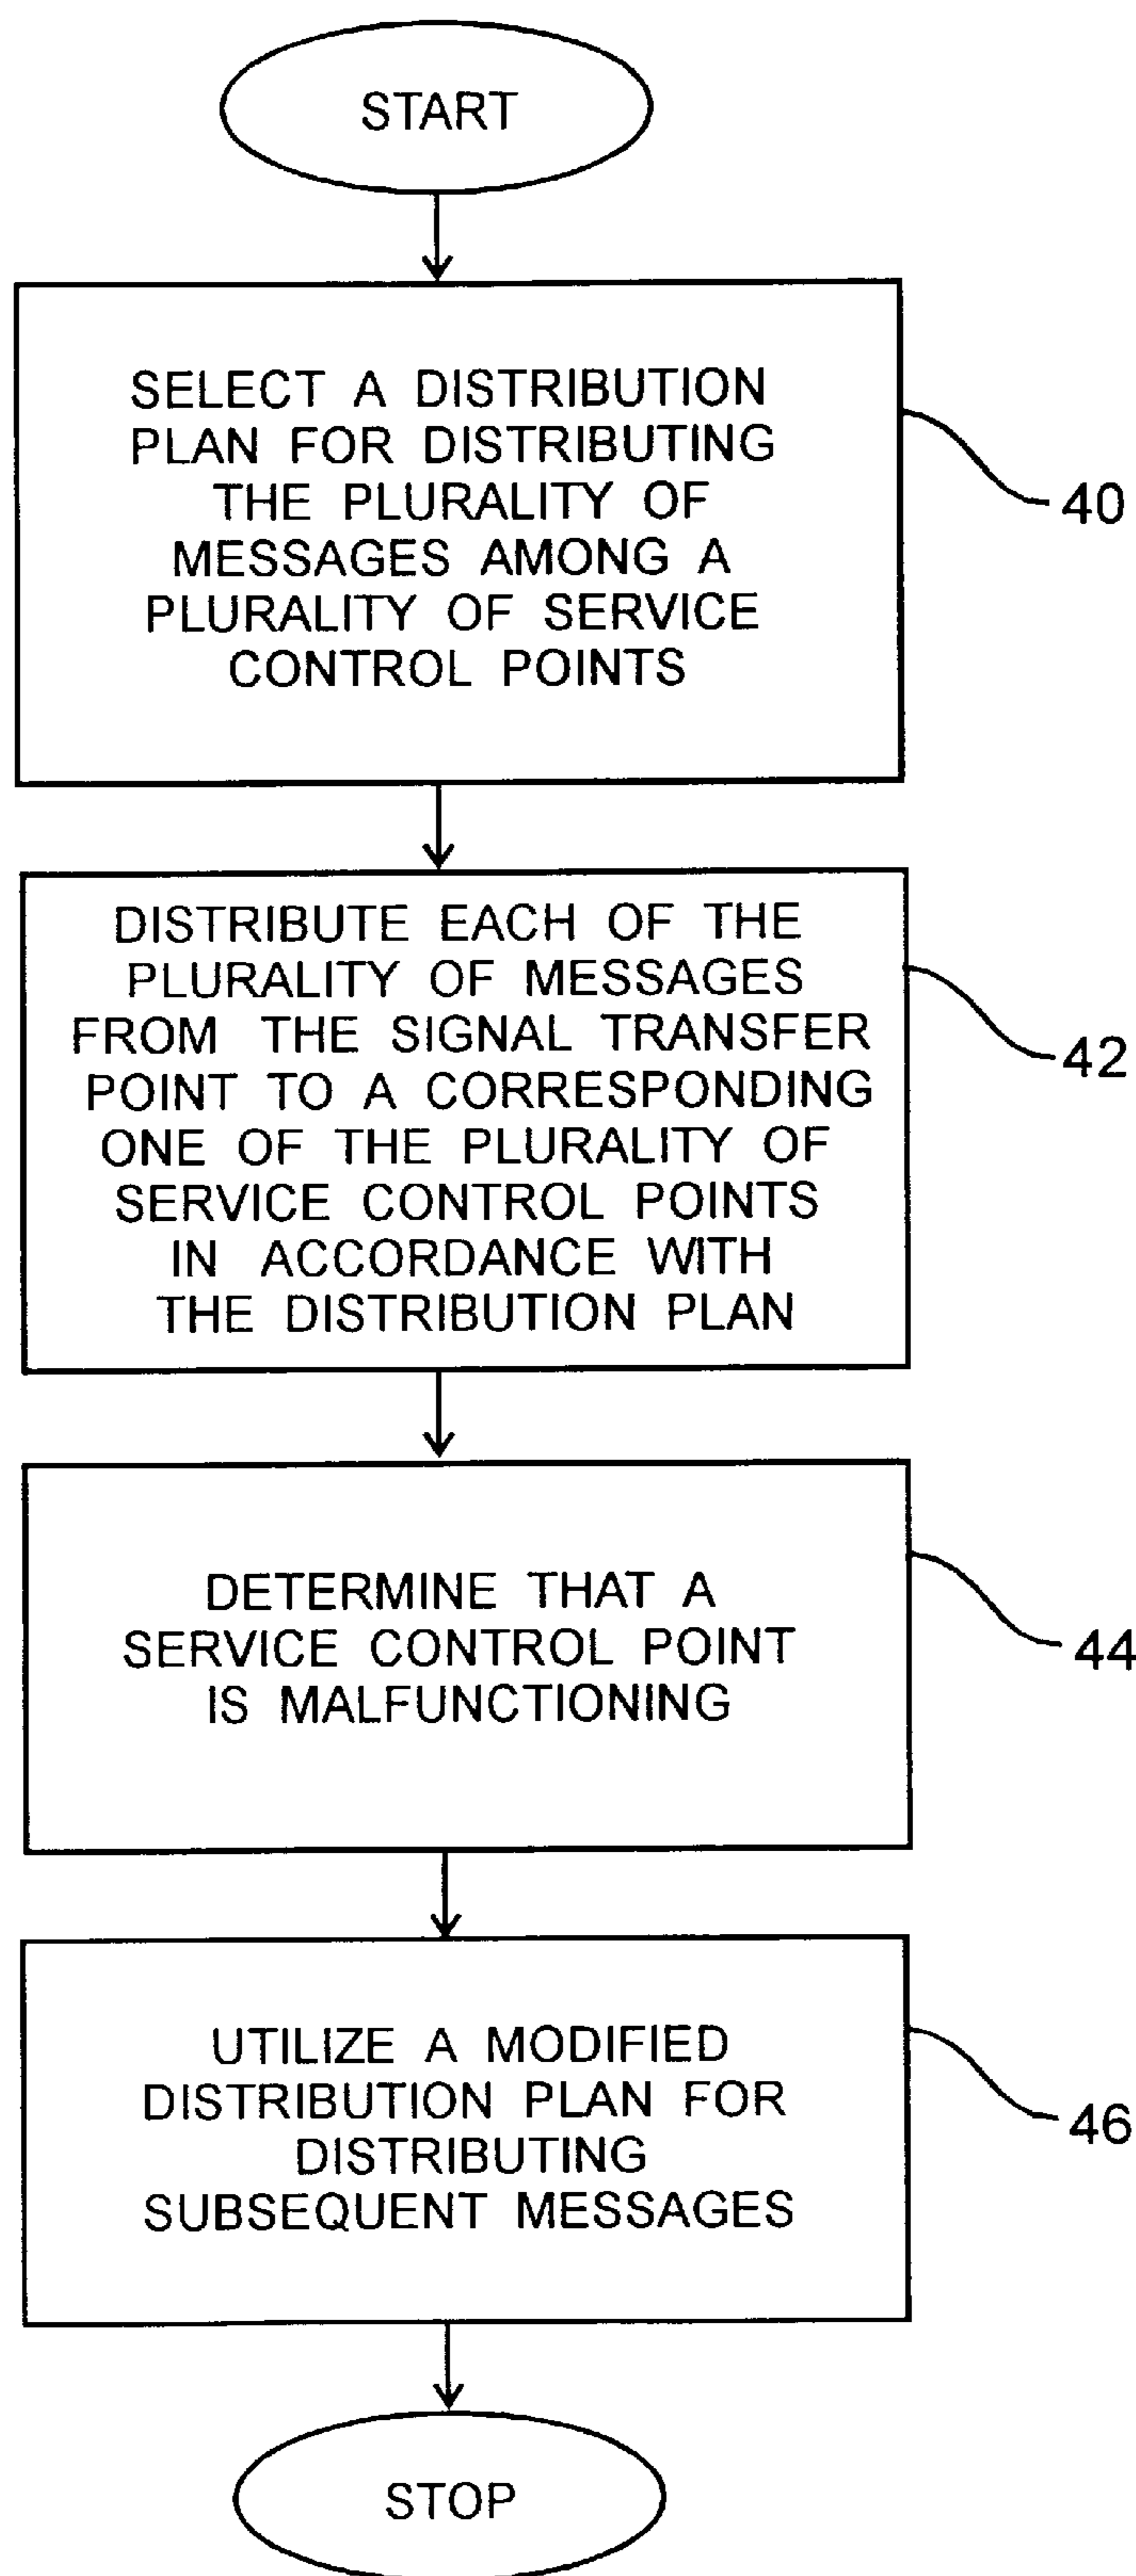 START
SELECT A DISTRIBUTION
PLAN FOR DISTRIBUTING
THE PLURALITY OF
MESSAGES AMONG A
PLURALITY OF SERVICE
CONTROL POINTS
40
DISTRIBUTE EACH OF THE
PLURALITY OF MESSAGES
FROM THE SIGNAL TRANSFER
POINT TO A CORRESPONDING
ONE OF THE PLURALITY OF
SERVICE CONTROL POINTS
IN ACCORDANCE WITH
THE DISTRIBUTION PLAN
42
DETERMINE THAT A
SERVICE CONTROL POINT
IS MALFUNCTIONING
44
UTILIZE A MODIFIED
DISTRIBUTION PLAN FOR
DISTRIBUTING
SUBSEQUENT MESSAGES
46
STOP